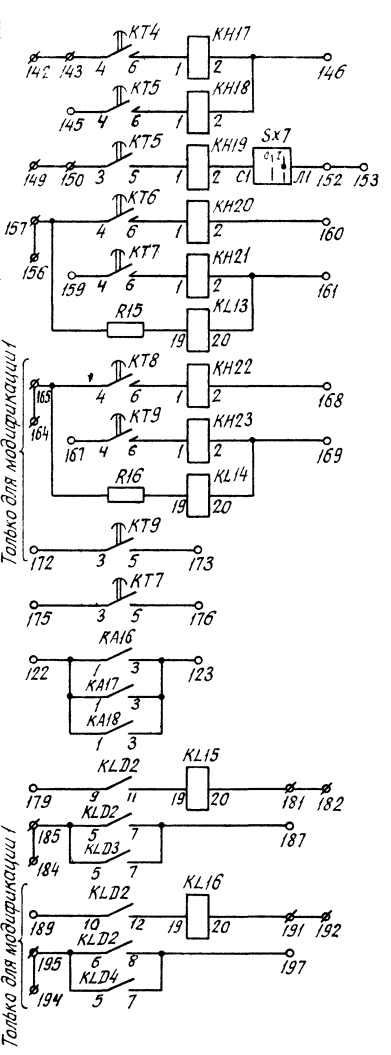 KT4 KH17
142 143 4 6 1 2 146
KT5 KH18
145 4 6 1 2
KT5 KH19 SX7
0 I
149 150 3 5 1 2 C1 Л1 152 153
KT6 KH20
157 4 6 1 2 160
156
KT7 KH21
159 4 6 1 2 161
R15 KL13
19 20
Только для модификации 1
KT8 KH22
165 4 6 1 2 168
164
KT9 KH23
167 4 6 1 2 169
R16 KL14
19 20
KT9
172 3 5 173
KT7
175 3 5 176
KA16
122 1 3 123
KA17
1 3
KA18
1 3
KLD2 KL15
179 9 11 19 20 181 182
KLD2
185 5 7 187
KLD3
184 5 7
Только для модификации 1
KLD2 KL16
189 10 12 19 20 191 192
KLD2
195 6 8 197
KLD4
194 5 7